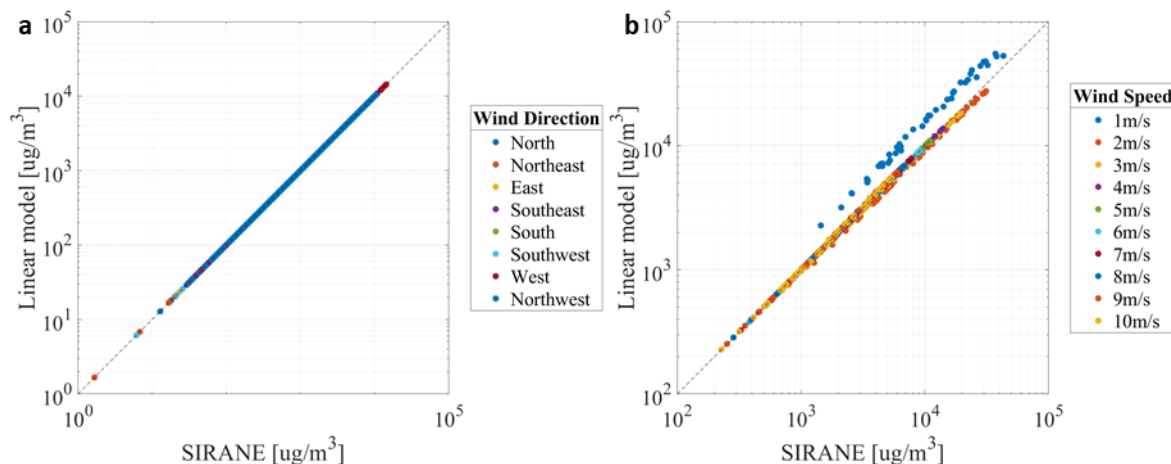 a
10^5
10^4
10^3
10^2
10^1
10^0
Linear model [ug/m^3]
10^0
10^5
SIRANE [ug/m^3]
Wind Direction
North
Northeast
East
Southeast
South
Southwest
West
Northwest
b
10^5
10^4
10^3
10^2
Linear model [ug/m^3]
10^2
10^3
10^4
10^5
SIRANE [ug/m^3]
Wind Speed
1m/s
2m/s
3m/s
4m/s
5m/s
6m/s
7m/s
8m/s
9m/s
10m/s